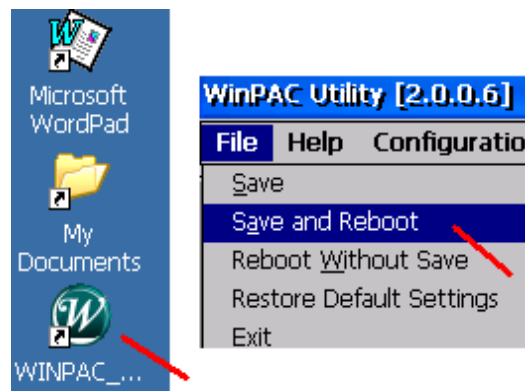 Microsoft
WordPad
My
Documents
WINPAC_...
WinPAC Utility [2.0.0.6]
File Help Configuratio
Save
Save and Reboot
Reboot Without Save
Restore Default Settings
Exit